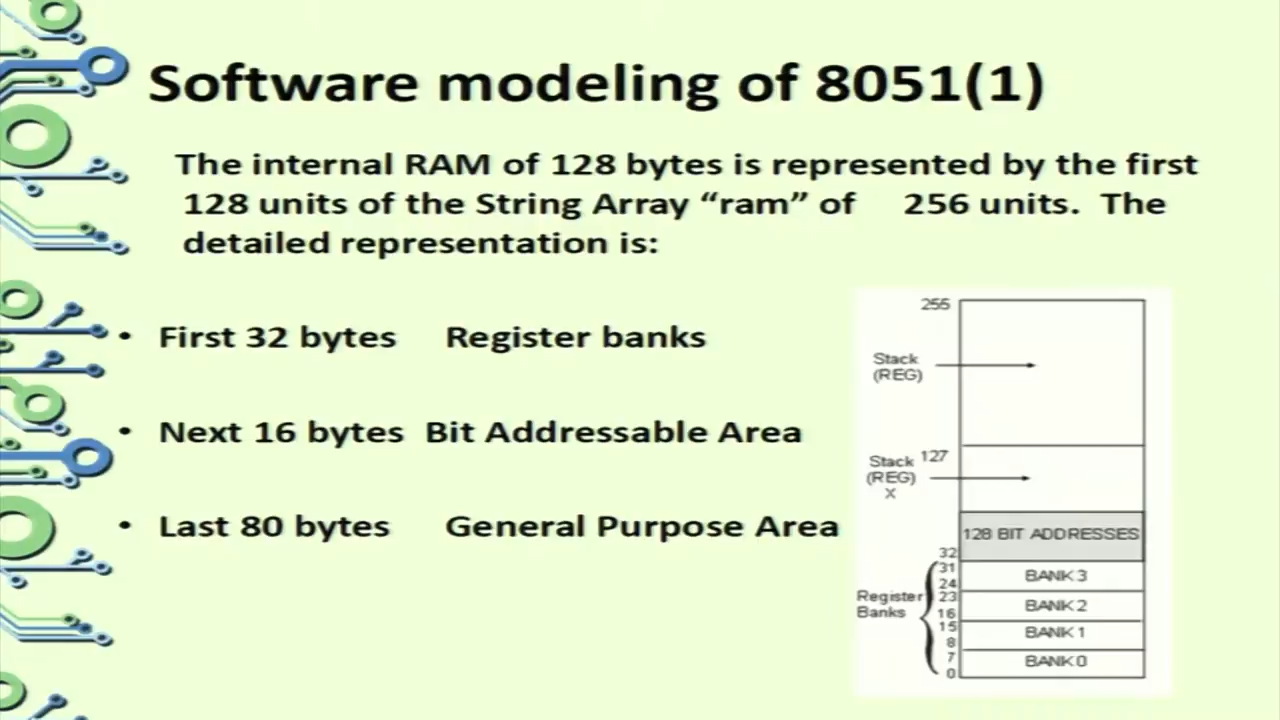 Software modeling of 8051(1)
The internal RAM of 128 bytes is represented by the first
128 units of the String Array “ram” of 256 units. The
detailed representation is:
• First 32 bytes Register banks
• Next 16 bytes Bit Addressable Area
• Last 80 bytes General Purpose Area
255
Stack
(REG)
127
Stack
(REG)
X
128 BIT ADDRESSES
32
31
BANK 3
24
23
BANK 2
Register
Banks
16
15
BANK 1
8
7
BANK 0
0